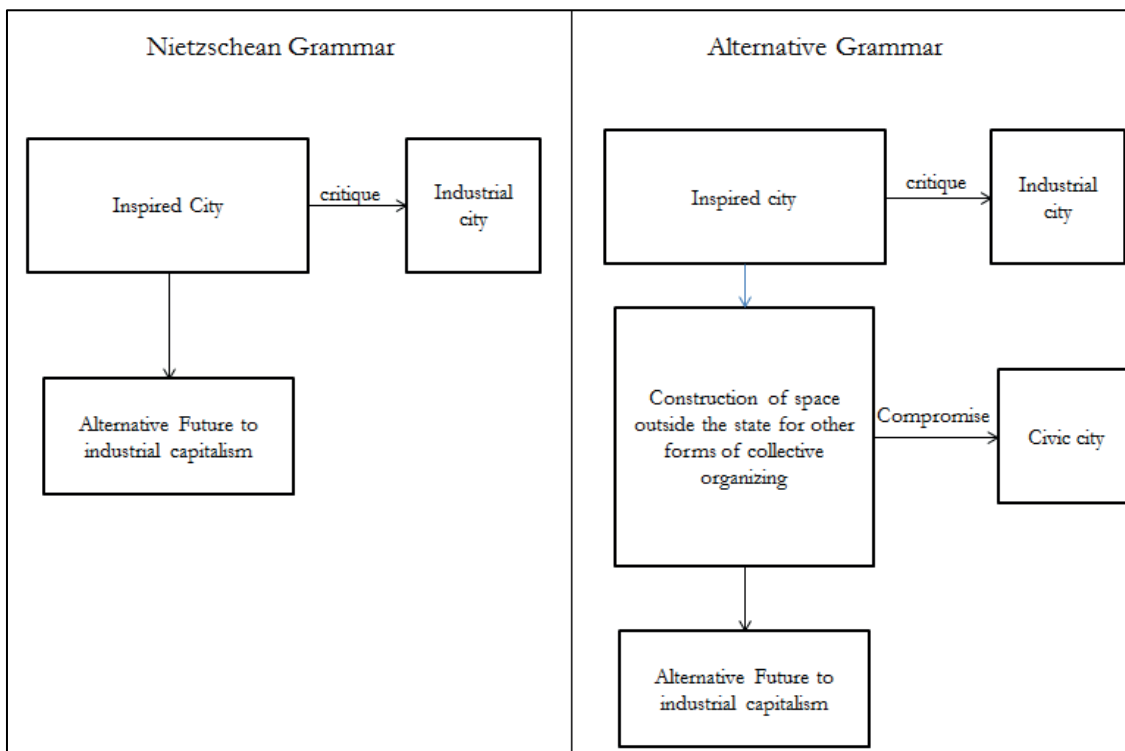 Nietzschean Grammar
Inspired City
critique
Industrial
city
Alternative Future to
industrial capitalism
Alternative Grammar
Inspired city
critique
Industrial
city
Construction of space
outside the state for other
forms of collective
organizing
Compromise
Civic city
Alternative Future to
industrial capitalism